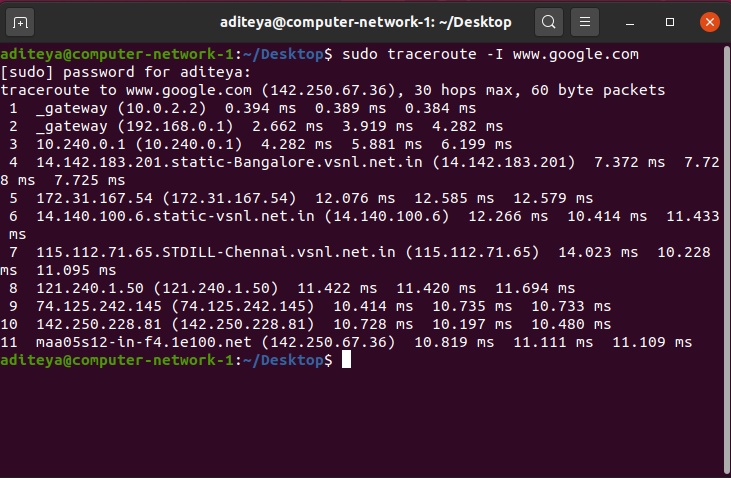 aditeya@computer-network-1: ~/Desktop
aditeya@computer-network-1:~/Desktop$ sudo traceroute -I www.google.com
[sudo] password for aditeya:
traceroute to www.google.com (142.250.67.36), 30 hops max, 60 byte packets
 1  _gateway (10.0.2.2)  0.394 ms  0.389 ms  0.384 ms
 2  _gateway (192.168.0.1)  2.662 ms  3.919 ms  4.282 ms
 3  10.240.0.1 (10.240.0.1)  4.282 ms  5.881 ms  6.199 ms
 4  14.142.183.201.static-Bangalore.vsnl.net.in (14.142.183.201)  7.372 ms  7.72
8 ms  7.725 ms
 5  172.31.167.54 (172.31.167.54)  12.076 ms  12.585 ms  12.579 ms
 6  14.140.100.6.static-vsnl.net.in (14.140.100.6)  12.266 ms  10.414 ms  11.433
 ms
 7  115.112.71.65.STDILL-Chennai.vsnl.net.in (115.112.71.65)  14.023 ms  10.228
ms  11.095 ms
 8  121.240.1.50 (121.240.1.50)  11.422 ms  11.420 ms  11.694 ms
 9  74.125.242.145 (74.125.242.145)  10.414 ms  10.735 ms  10.733 ms
10  142.250.228.81 (142.250.228.81)  10.728 ms  10.197 ms  10.480 ms
11  maa05s12-in-f4.1e100.net (142.250.67.36)  10.819 ms  11.111 ms  11.109 ms
aditeya@computer-network-1:~/Desktop$